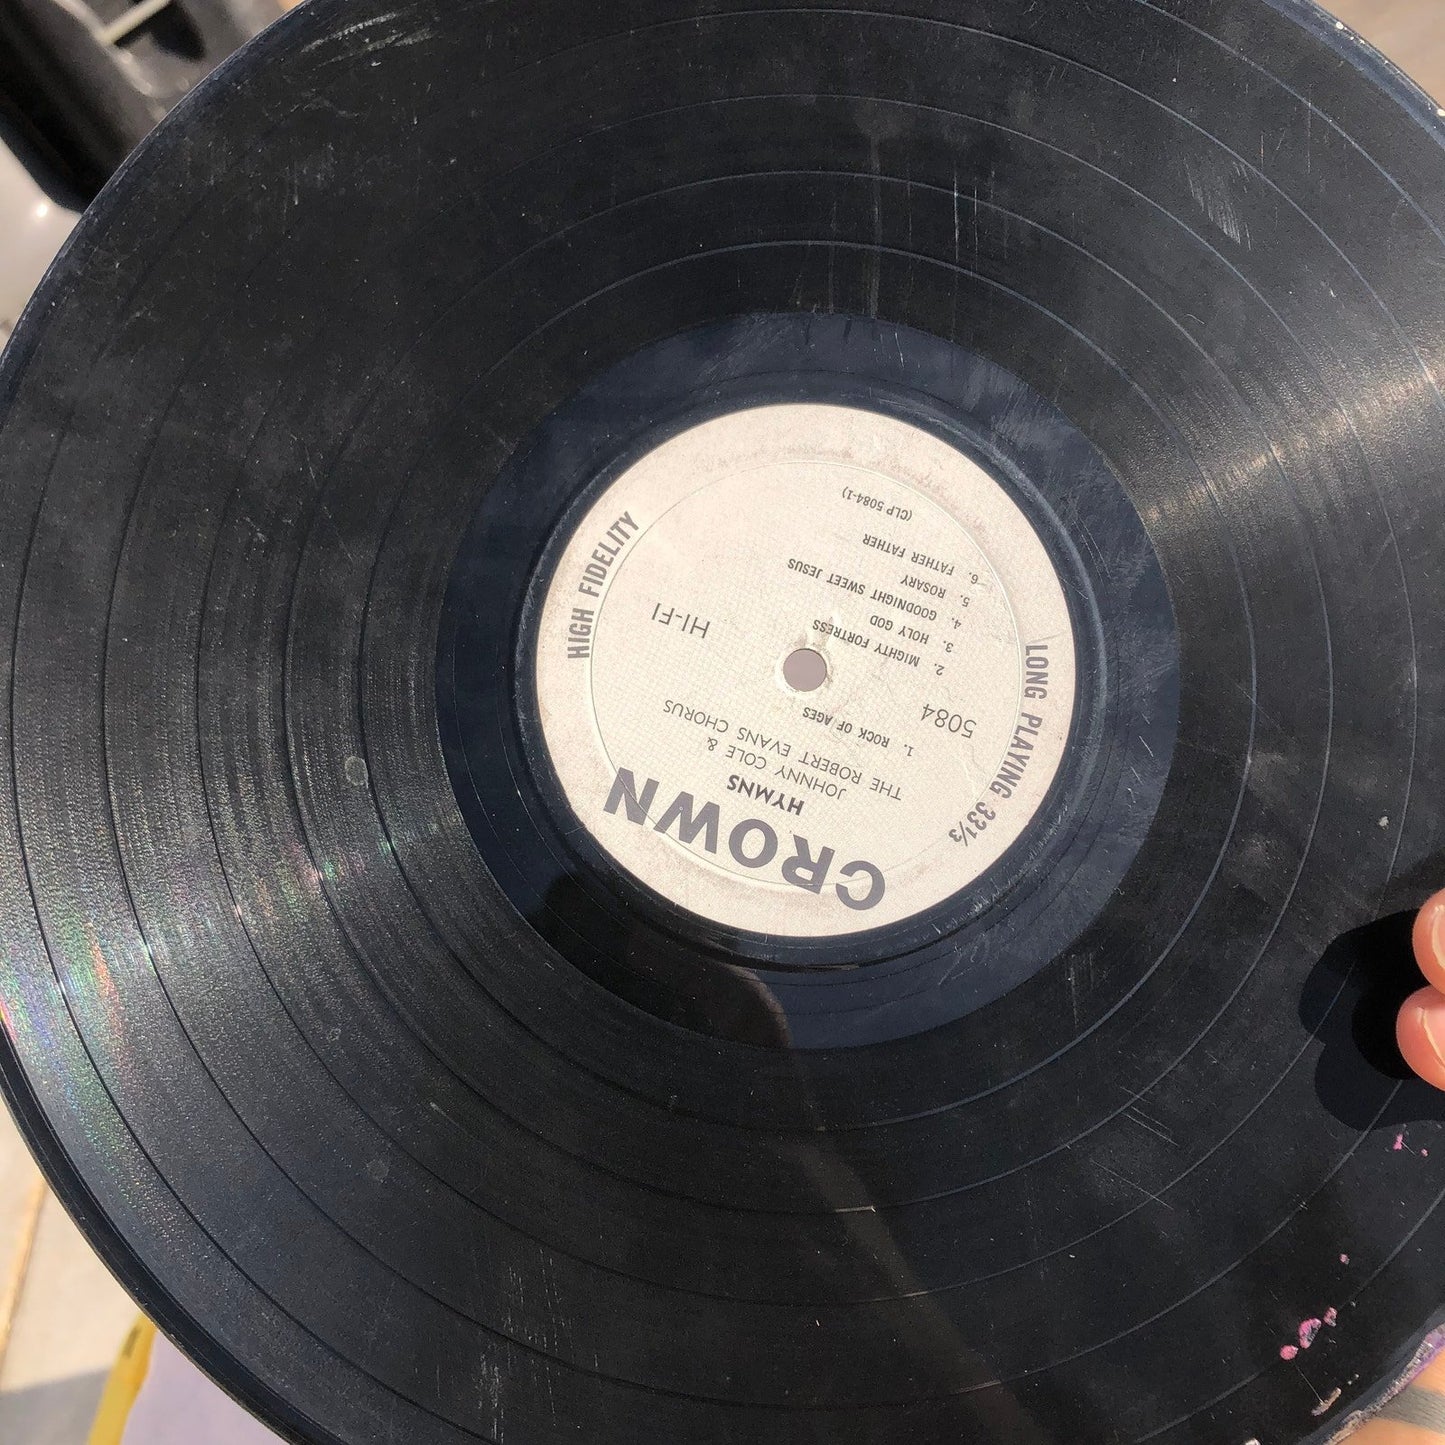 CROWN
HYMNS
JOHNNY COLE &
THE ROBERT EVANS CHORUS
1. ROCK OF AGES
5084
HI-FI
2. MIGHTY FORTRESS
3. HOLY GOD
4. GOODNIGHT SWEET JESUS
5. ROSARY
6. FATHER FATHER
(CLP 5084-1)
LONG PLAYING 33⅓
HIGH FIDELITY